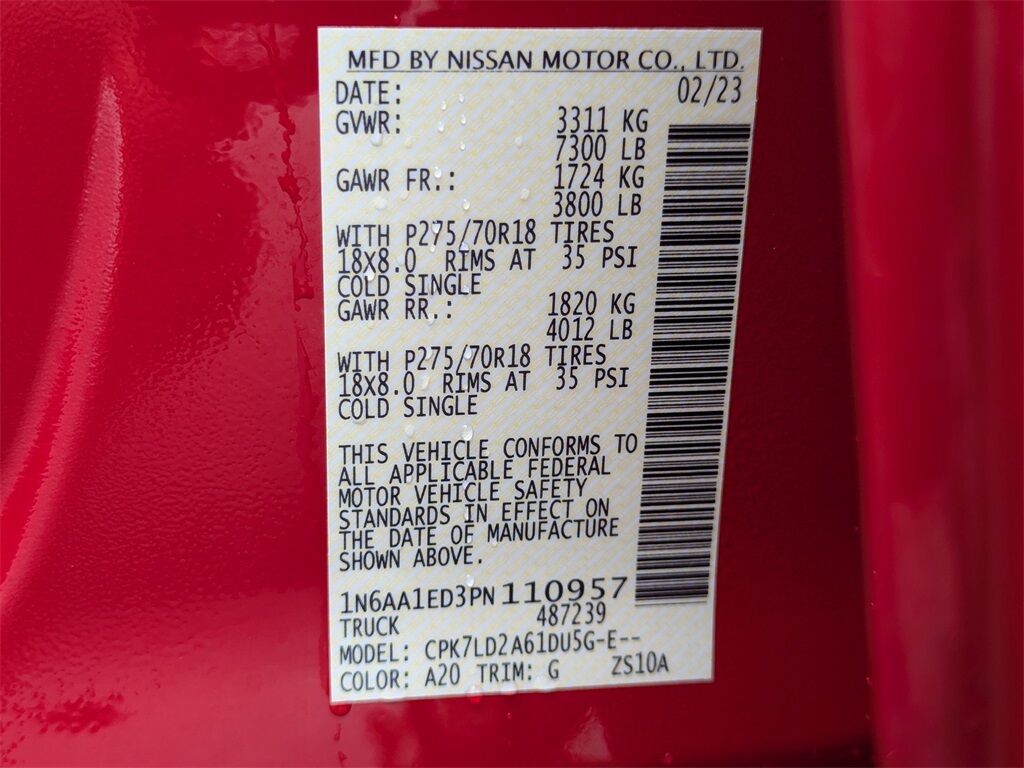 MFD BY NISSAN MOTOR CO., LTD.
DATE: 02/23
GVWR: 3311 KG
7300 LB
GAWR FR.: 1724 KG
3800 LB
WITH P275/70R18 TIRES
18X8.0 RIMS AT 35 PSI
COLD SINGLE
GAWR RR.: 1820 KG
4012 LB
WITH P275/70R18 TIRES
18X8.0 RIMS AT 35 PSI
COLD SINGLE
THIS VEHICLE CONFORMS TO
ALL APPLICABLE FEDERAL
MOTOR VEHICLE SAFETY
STANDARDS IN EFFECT ON
THE DATE OF MANUFACTURE
SHOWN ABOVE.
1N6AA1ED3PN110957
TRUCK 487239
MODEL: CPK7LD2A61DU5G-E--
COLOR: A20 TRIM: G ZS10A